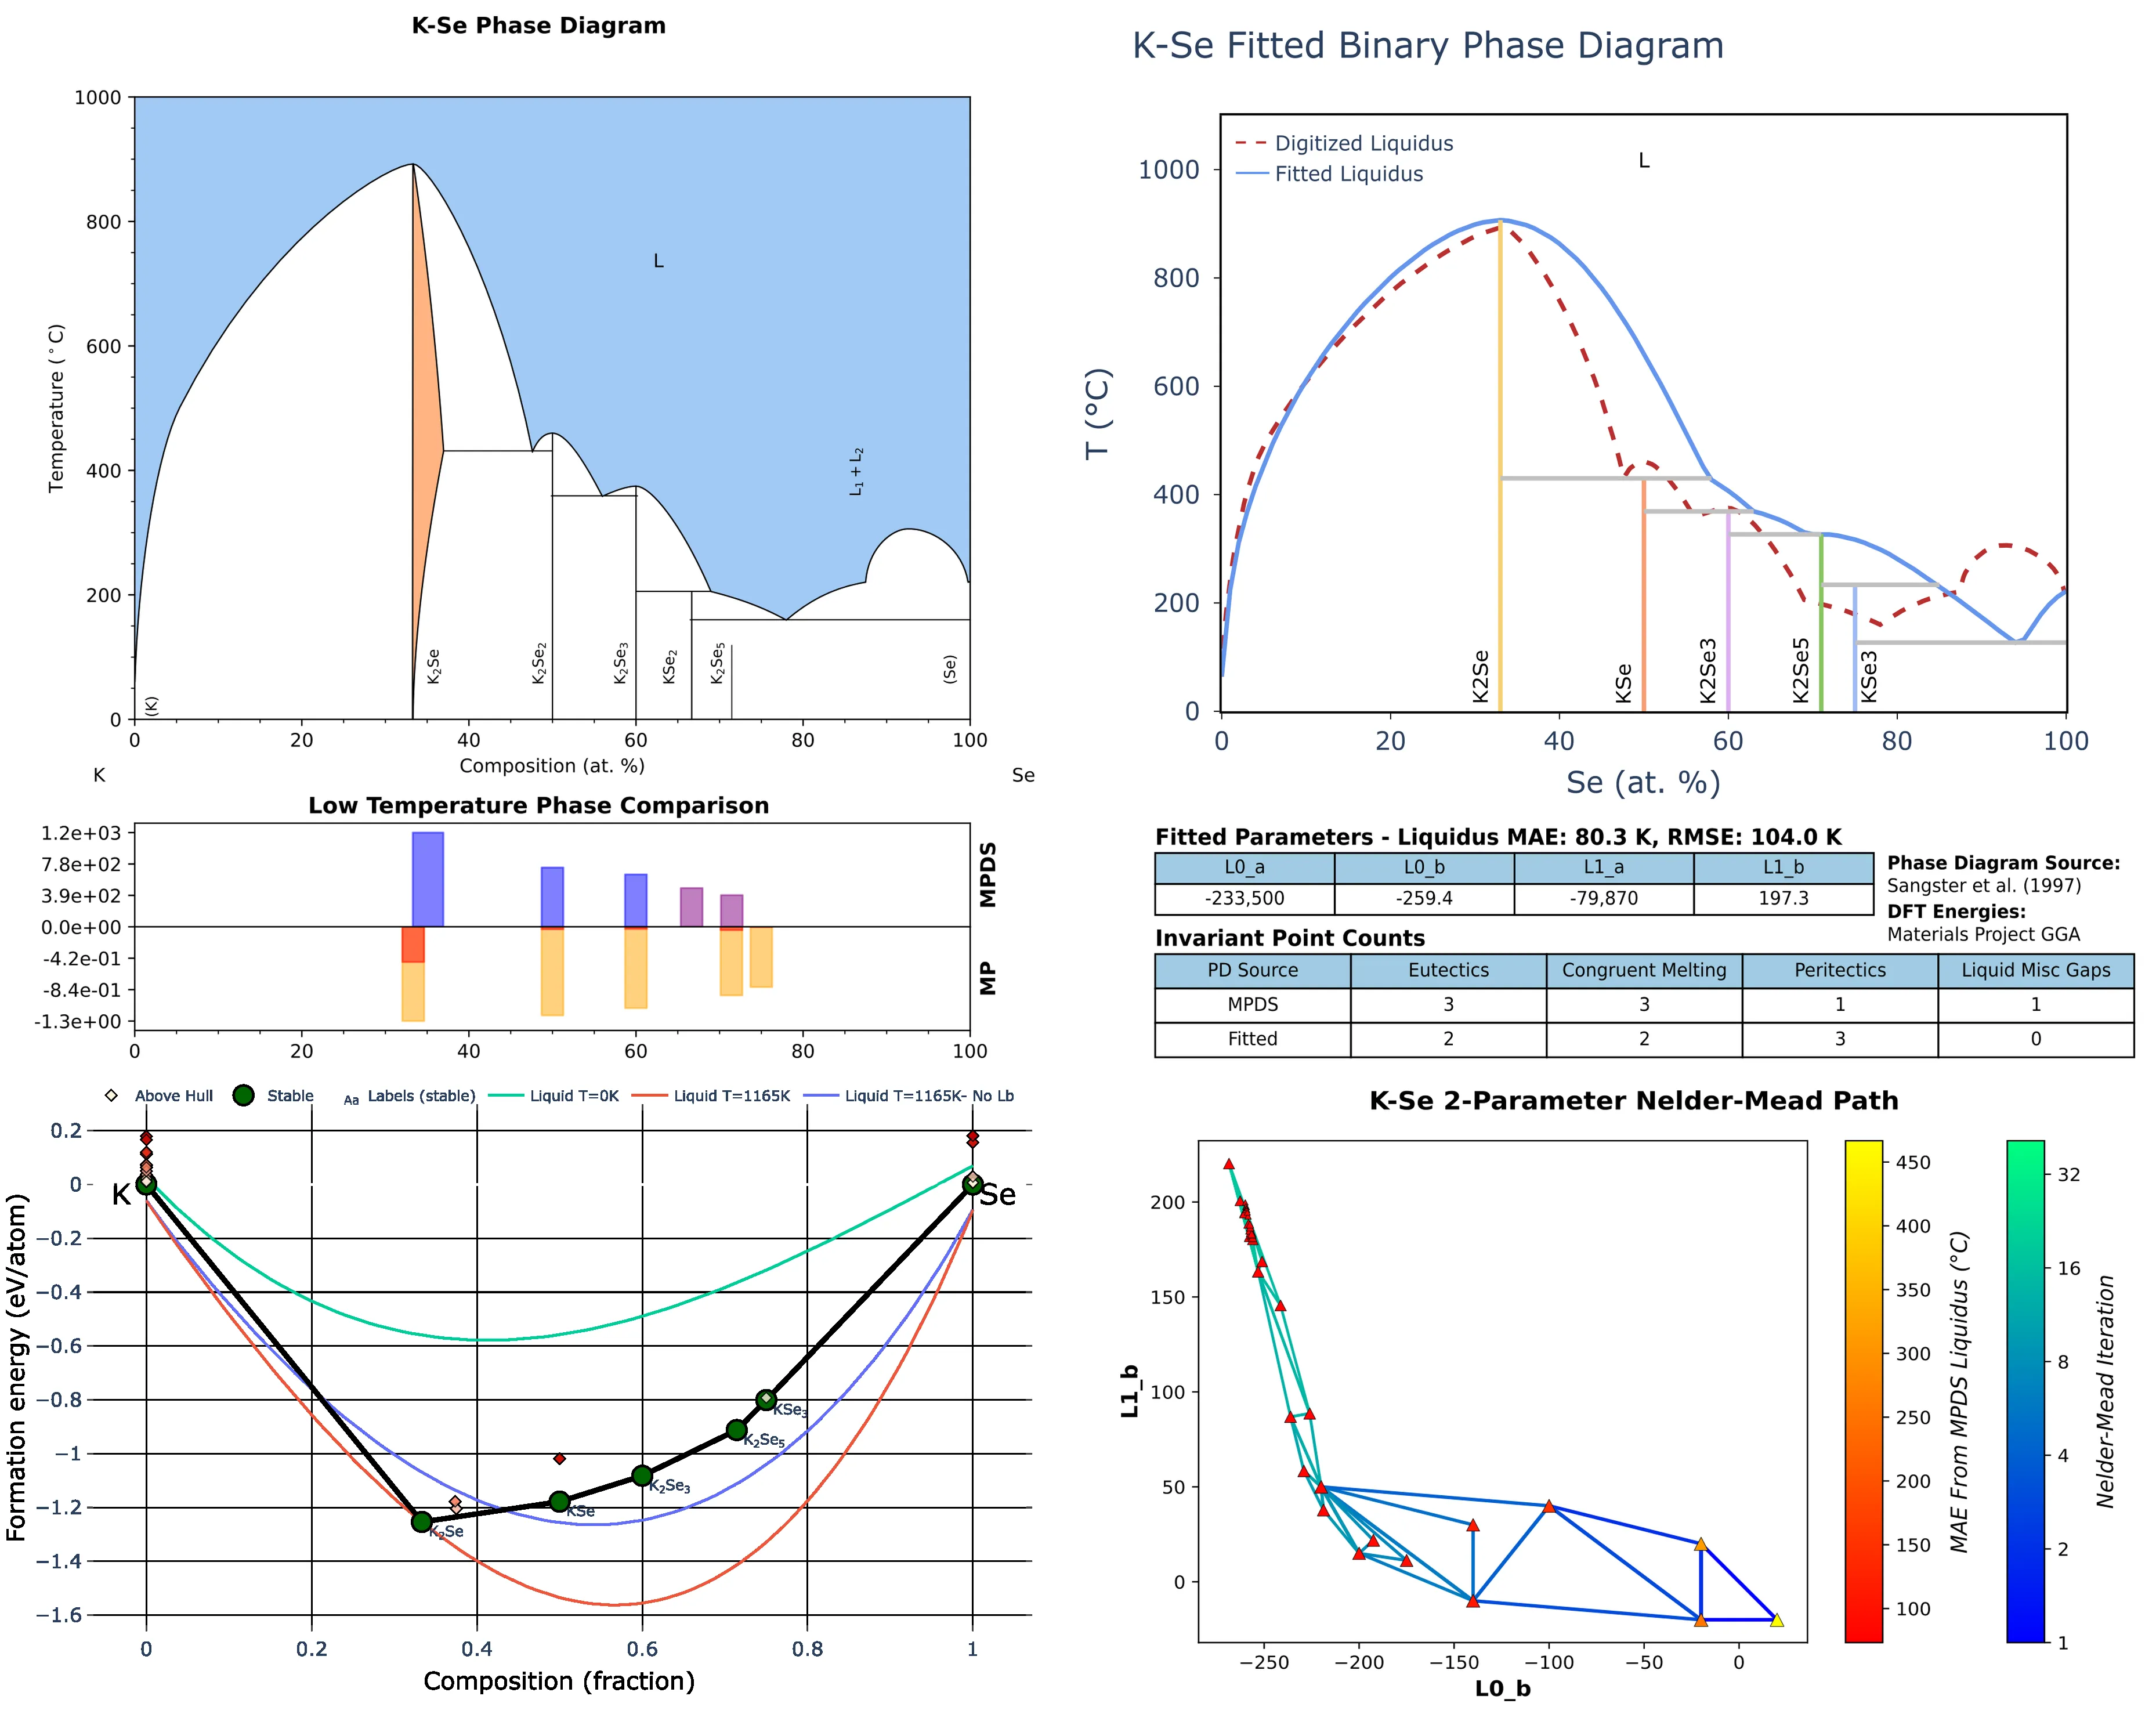 K-Se Phase Diagram
1000
800
600
400
200
0
Temperature (°C)
L
L₁ + L₂
(K)
K₂Se
K₂Se₂
K₂Se₃
KSe₂
K₂Se₅
(Se)
0 20 40 60 80 100
Composition (at. %)
K Se
K-Se Fitted Binary Phase Diagram
Digitized Liquidus
Fitted Liquidus
L
1000
800
600
400
200
0
T (°C)
K2Se
KSe
K2Se3
K2Se5
KSe3
0 20 40 60 80 100
Se (at. %)
Low Temperature Phase Comparison
1.2e+03
7.8e+02
3.9e+02
0.0e+00
-4.2e-01
-8.4e-01
-1.3e+00
MPDS
MP
0 20 40 60 80 100
Fitted Parameters - Liquidus MAE: 80.3 K, RMSE: 104.0 K
L0_a L0_b L1_a L1_b
-233,500 -259.4 -79,870 197.3
Phase Diagram Source:
Sangster et al. (1997)
DFT Energies:
Materials Project GGA
Invariant Point Counts
PD Source Eutectics Congruent Melting Peritectics Liquid Misc Gaps
MPDS 3 3 1 1
Fitted 2 2 3 0
Above Hull Stable Aa Labels (stable) Liquid T=0K Liquid T=1165K Liquid T=1165K- No Lb
0.2
0
−0.2
−0.4
−0.6
−0.8
−1
−1.2
−1.4
−1.6
Formation energy (eV/atom)
K
Se
K₂Se
KSe
K₂Se₃
K₂Se₅
KSe₃
0 0.2 0.4 0.6 0.8 1
Composition (fraction)
K-Se 2-Parameter Nelder-Mead Path
200
150
100
50
0
L1_b
−250 −200 −150 −100 −50 0
L0_b
450
400
350
300
250
200
150
100
MAE From MPDS Liquidus (°C)
32
16
8
4
2
1
Nelder-Mead Iteration